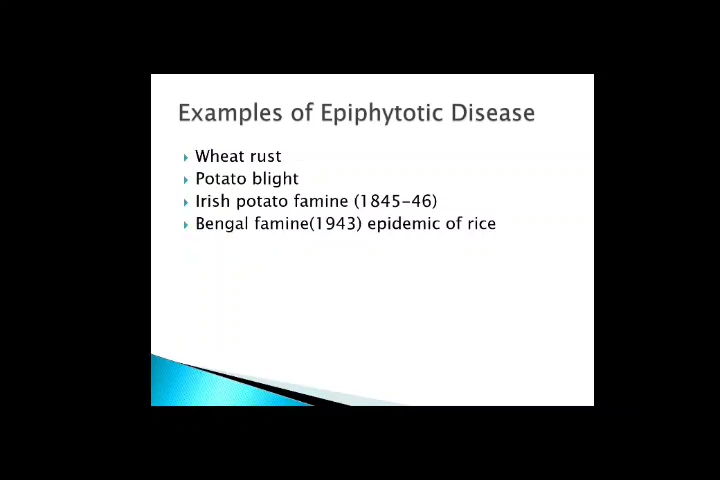 Examples of Epiphytotic Disease
Wheat rust
Potato blight
Irish potato famine (1845-46)
Bengal famine(1943) epidemic of rice